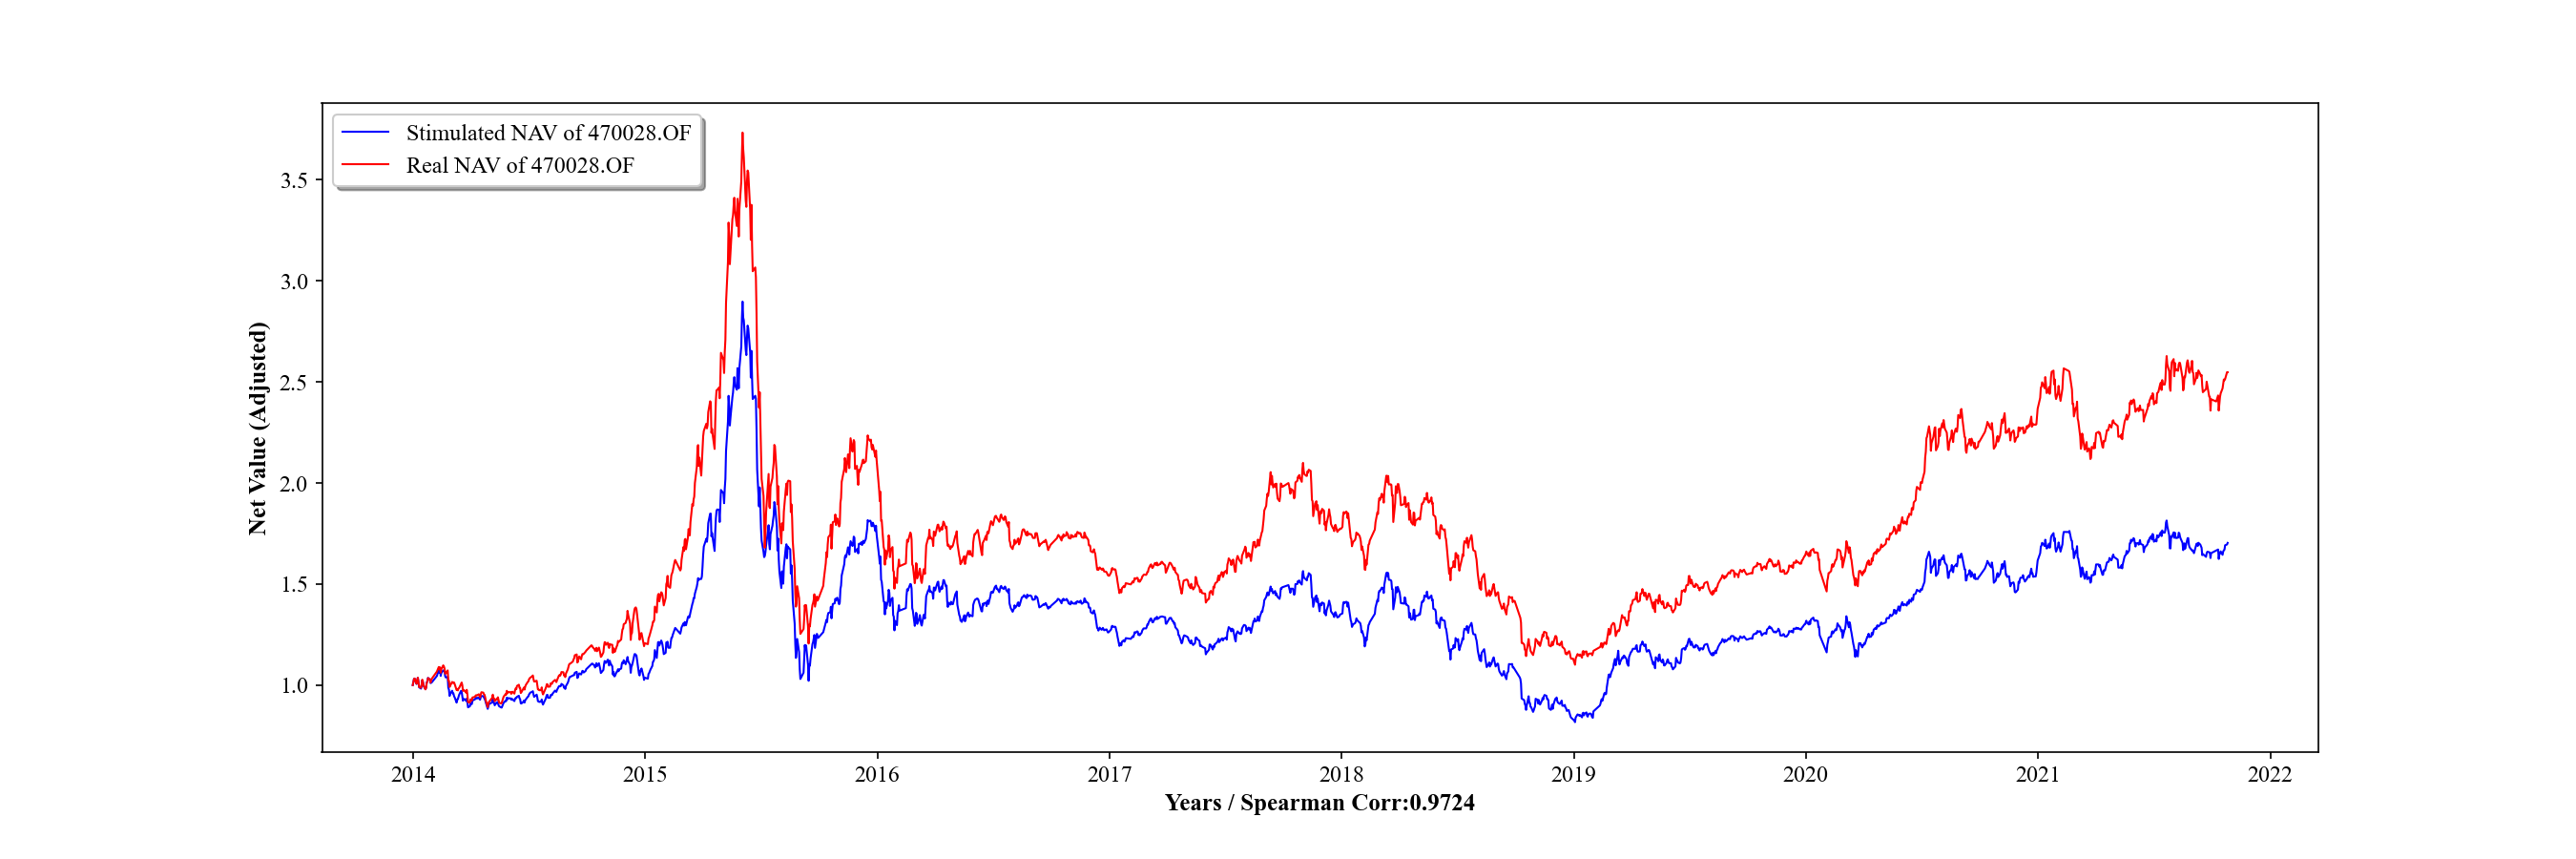 Stimulated NAV of 470028.OF
Real NAV of 470028.OF
Net Value (Adjusted)
3.5
3.0
2.5
2.0
1.5
1.0
2014 2015 2016 2017 2018 2019 2020 2021 2022
Years / Spearman Corr:0.9724